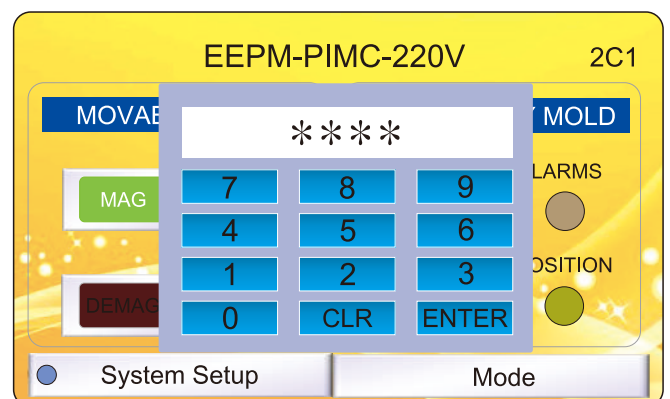 EEPM-PIMC-220V 2C1
MOVAE
Y MOLD
****
7 8 9
4 5 6
1 2 3
0 CLR ENTER
MAG
LARMS
DEMAG
OSITION
System Setup
Mode